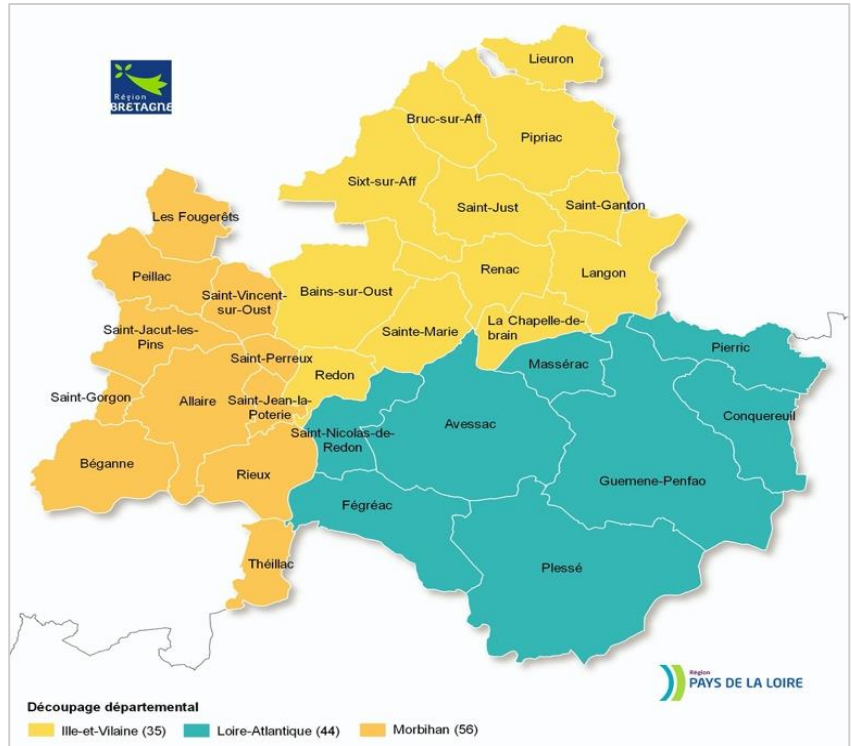 Région
BRETAGNE
Lieuron
Bruc-sur-Aff
Pipriac
Sixt-sur-Aff
Saint-Just
Saint-Ganton
Les Fougerêts
Peillac
Saint-Vincent-
sur-Oust
Bains-sur-Oust
Renac
Langon
Saint-Jacut-les-
Pins
Sainte-Marie
La Chapelle-de-
brain
Saint-Perreux
Redon
Massérac
Pierric
Saint-Gorgon
Allaire
Saint-Jean-la-
Poterie
Saint-Nicolas-de-
Redon
Avessac
Conquereuil
Béganne
Rieux
Guemene-Penfao
Fégréac
Théillac
Plessé
Région
PAYS DE LA LOIRE
Découpage départemental
Ille-et-Vilaine (35)
Loire-Atlantique (44)
Morbihan (56)